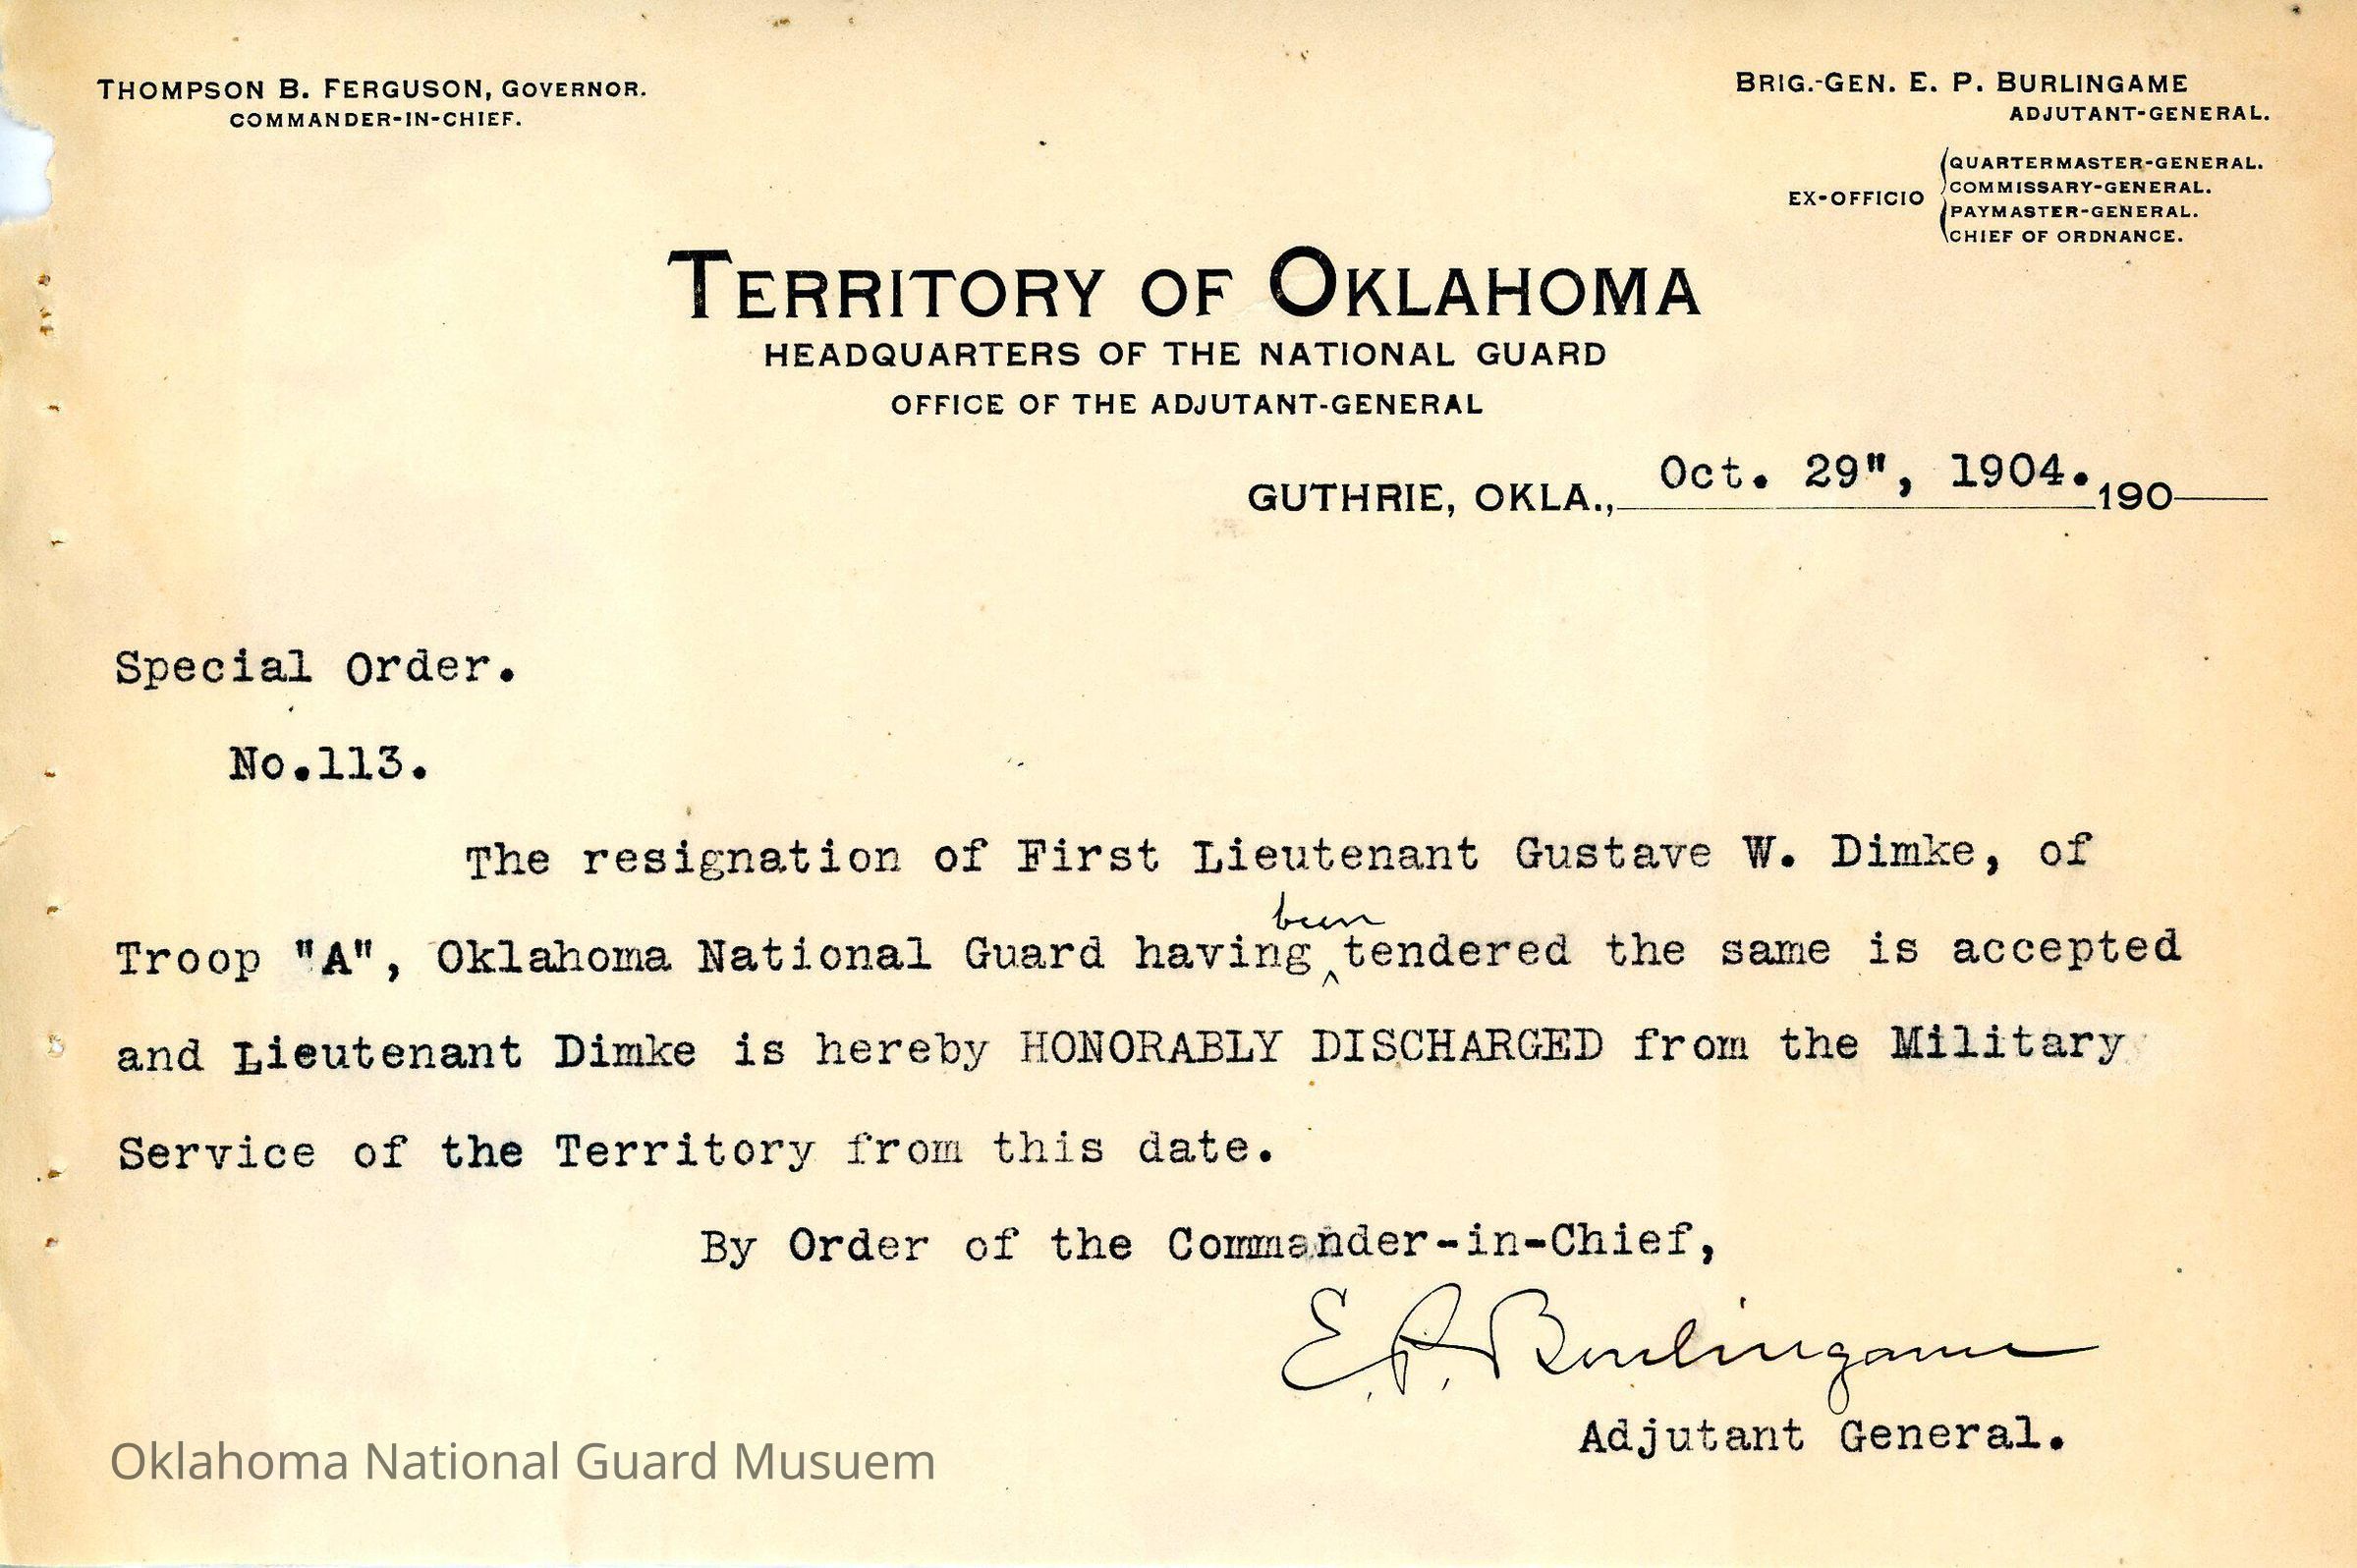 THOMPSON B. FERGUSON, GOVERNOR.
COMMANDER-IN-CHIEF.
BRIG.-GEN. E. P. BURLINGAME
ADJUTANT-GENERAL.
EX-OFFICIO
QUARTERMASTER-GENERAL.
COMMISSARY-GENERAL.
PAYMASTER-GENERAL.
CHIEF OF ORDNANCE.
TERRITORY OF OKLAHOMA
HEADQUARTERS OF THE NATIONAL GUARD
OFFICE OF THE ADJUTANT-GENERAL
GUTHRIE, OKLA., Oct. 29", 1904. 190
Special Order.
No.113.
The resignation of First Lieutenant Gustave W. Dimke, of
been
Troop "A", Oklahoma National Guard having ^ tendered the same is accepted
and Lieutenant Dimke is hereby HONORABLY DISCHARGED from the Military
Service of the Territory from this date.
By Order of the Commander-in-Chief,
E. P. Burlingame
Adjutant General.
Oklahoma National Guard Musuem